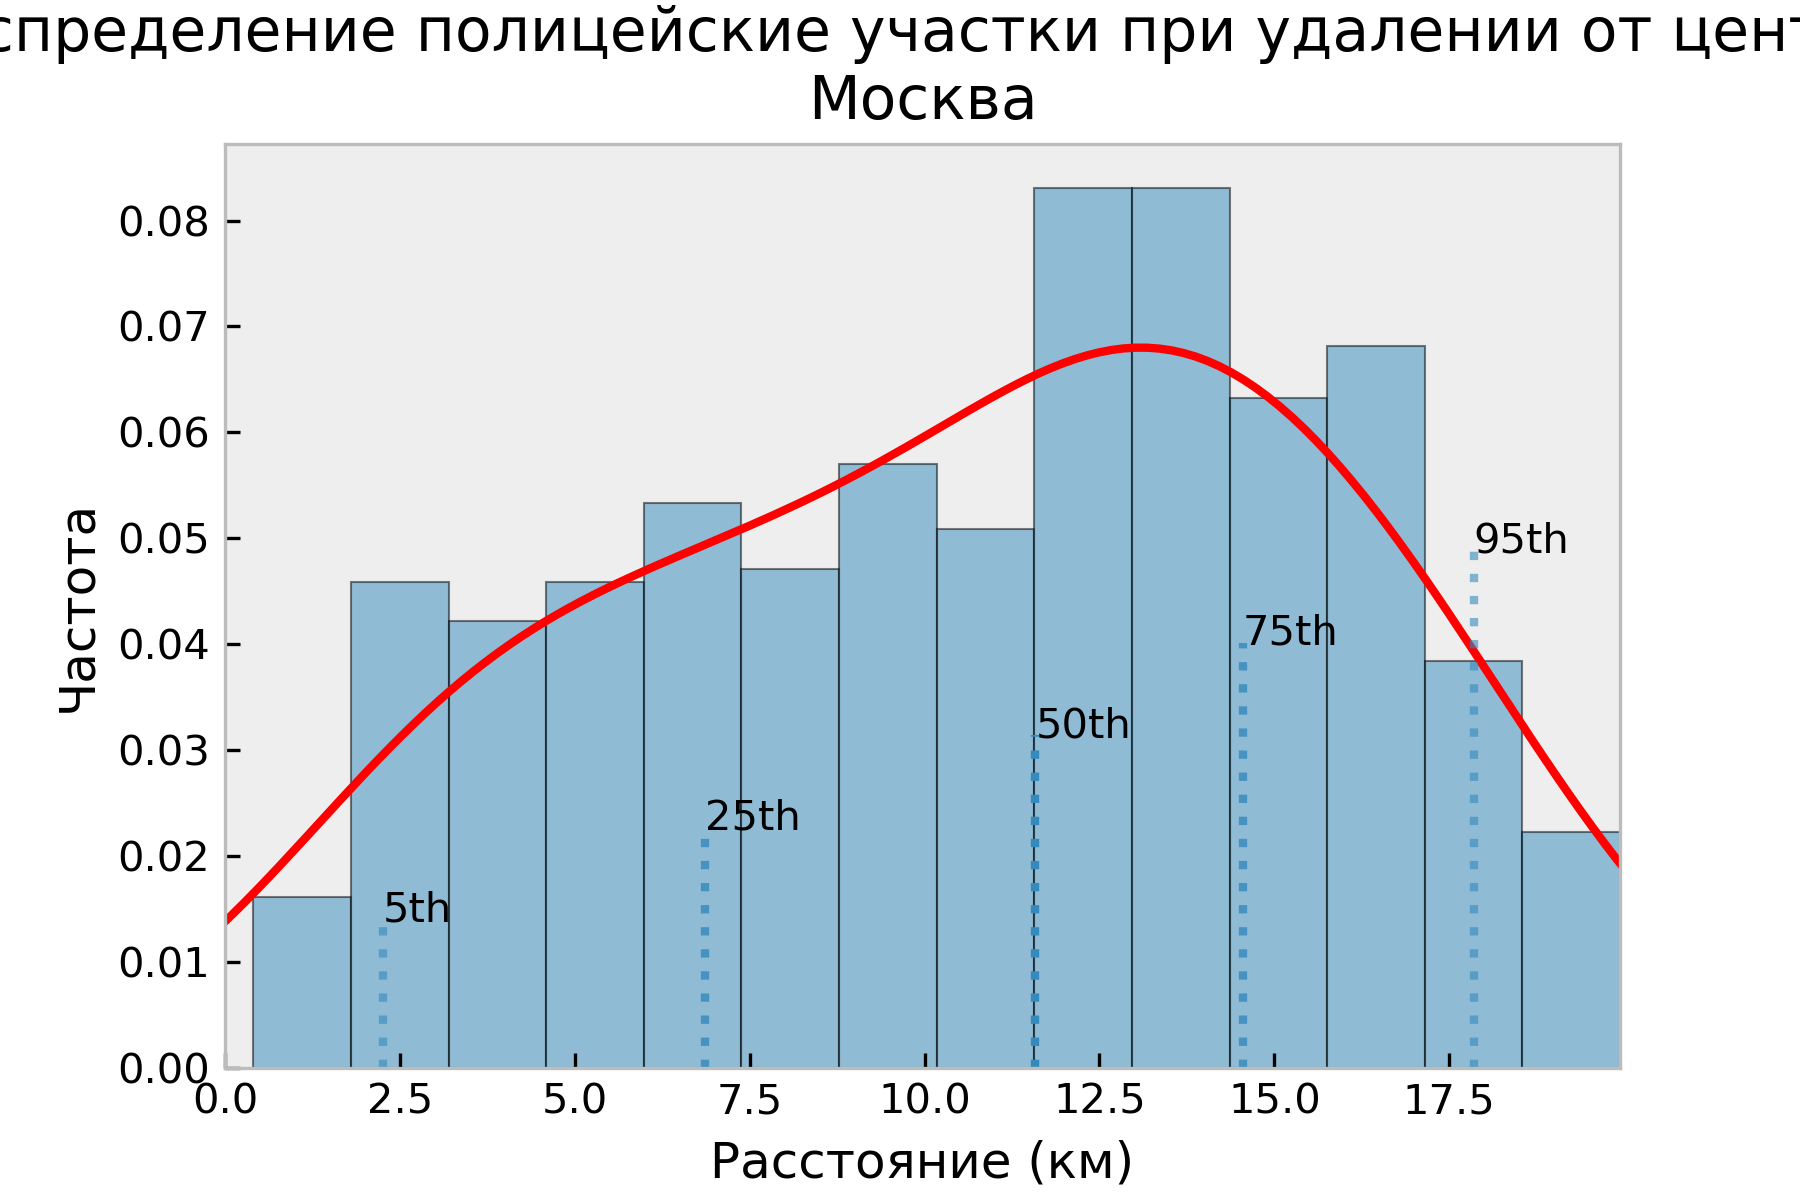 спределение полицейские участки при удалении от цент
Москва
Частота
0.08
0.07
0.06
0.05
0.04
0.03
0.02
0.01
0.00
95th
75th
50th
25th
5th
0.0 2.5 5.0 7.5 10.0 12.5 15.0 17.5
Расстояние (км)